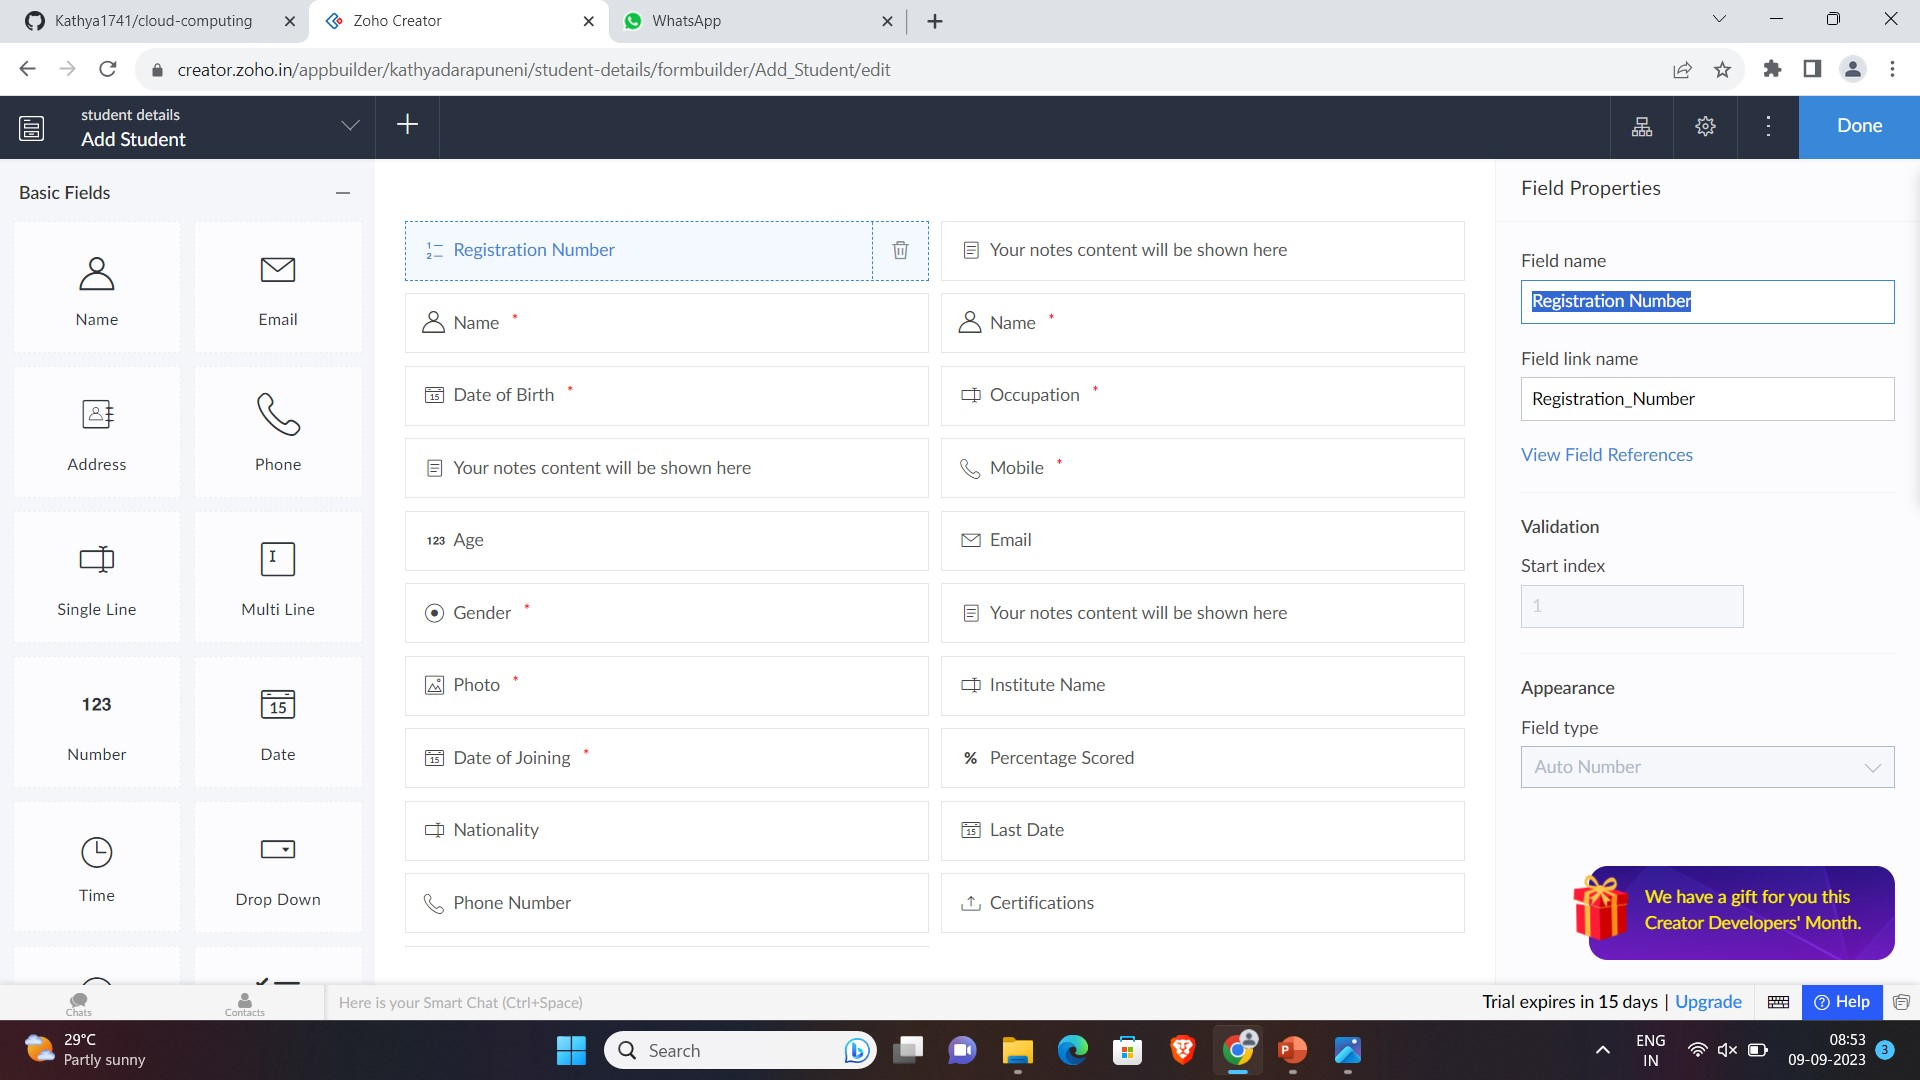 Kathya1741/cloud-computing
Zoho Creator
WhatsApp
creator.zoho.in/appbuilder/kathyadarapuneni/student-details/formbuilder/Add_Student/edit
student details
Add Student
Done
Basic Fields
Name
Email
Address
Phone
Single Line
Multi Line
123
15
Number
Date
Time
Drop Down
Registration Number
Your notes content will be shown here
Name *
Name *
15 Date of Birth *
Occupation *
Your notes content will be shown here
Mobile *
123 Age
Email
Gender *
Your notes content will be shown here
Photo *
Institute Name
15 Date of Joining *
% Percentage Scored
Nationality
15 Last Date
Phone Number
Certifications
Field Properties
Field name
Registration Number
Field link name
Registration_Number
View Field References
Validation
Start index
1
Appearance
Field type
Auto Number
We have a gift for you this
Creator Developers' Month.
Chats
Contacts
Here is your Smart Chat (Ctrl+Space)
Trial expires in 15 days | Upgrade
Help
29°C
Partly sunny
Search
ENG
IN
08:53
09-09-2023
3